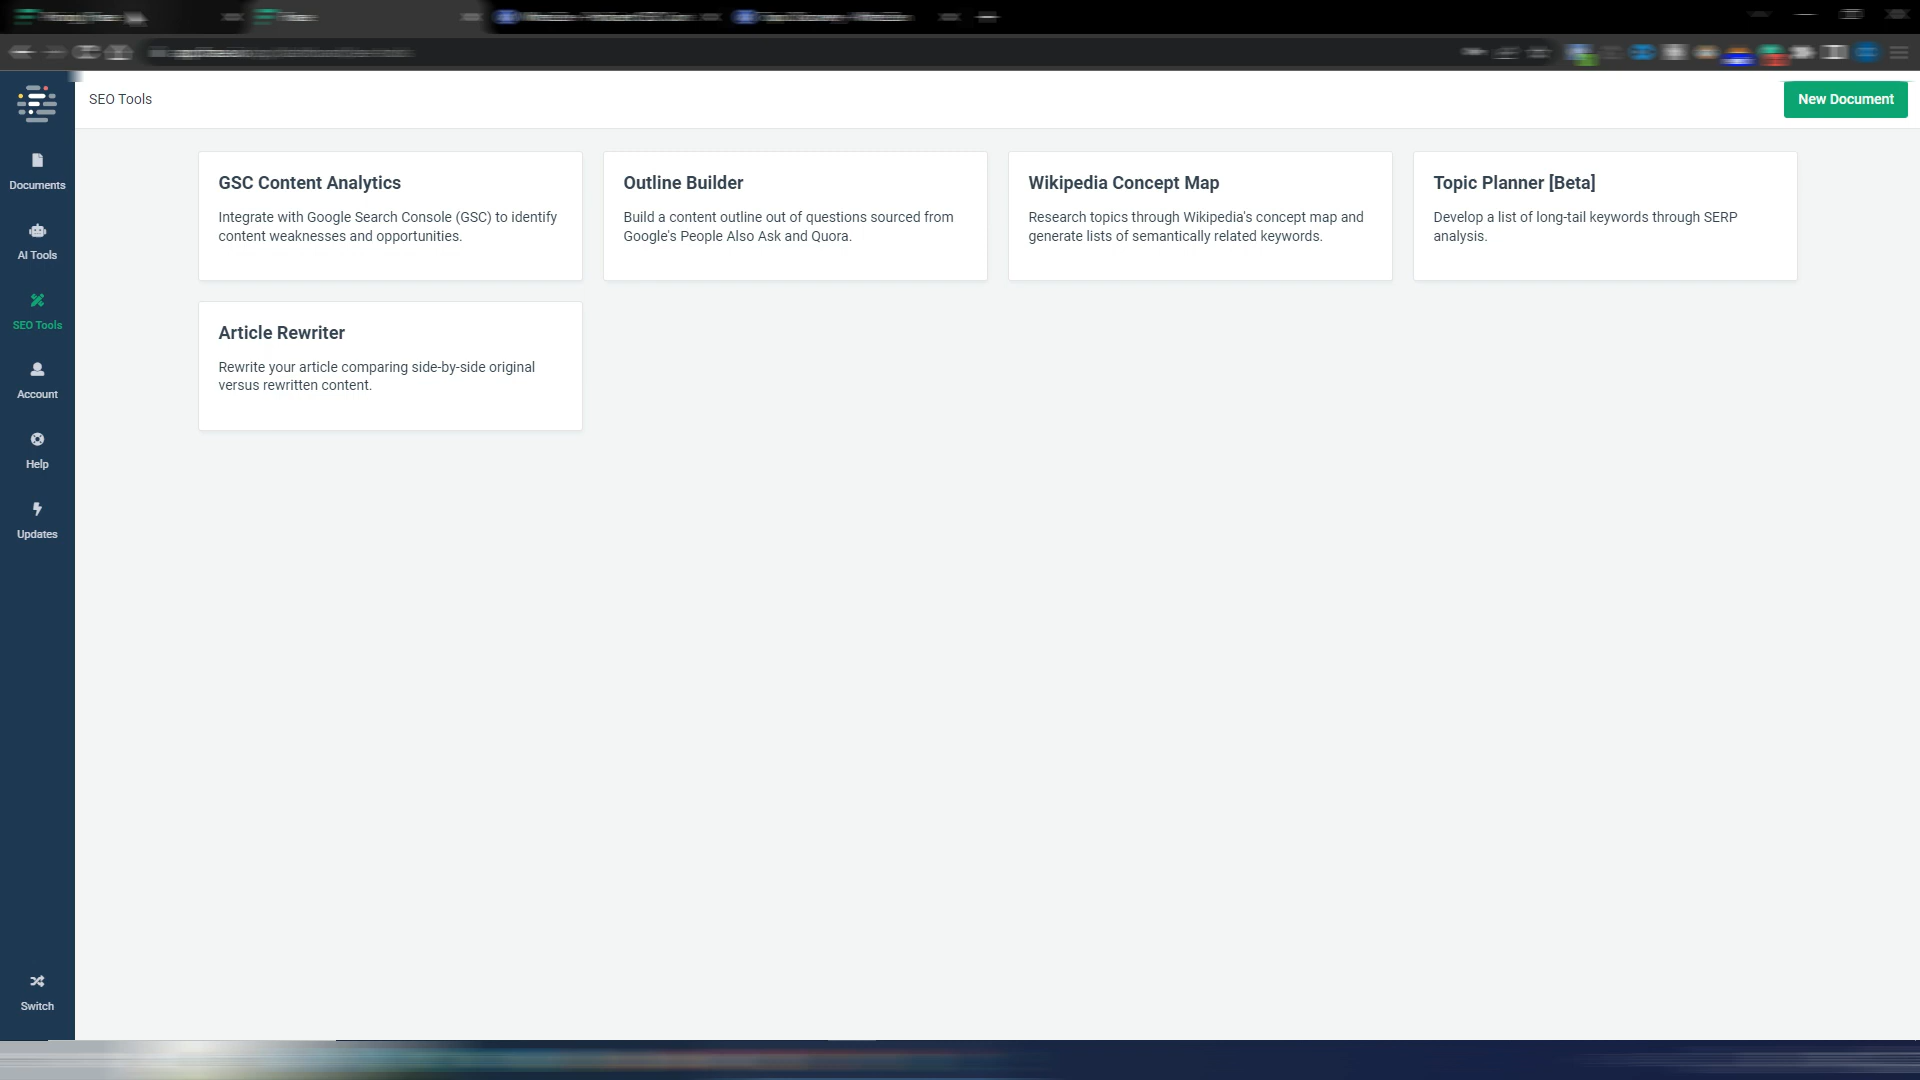 SEO Tools
New Document
Documents
AI Tools
SEO Tools
Account
Help
Updates
Switch
GSC Content Analytics
Integrate with Google Search Console (GSC) to identify
content weaknesses and opportunities.
Outline Builder
Build a content outline out of questions sourced from
Google's People Also Ask and Quora.
Wikipedia Concept Map
Research topics through Wikipedia's concept map and
generate lists of semantically related keywords.
Topic Planner [Beta]
Develop a list of long-tail keywords through SERP
analysis.
Article Rewriter
Rewrite your article comparing side-by-side original
versus rewritten content.